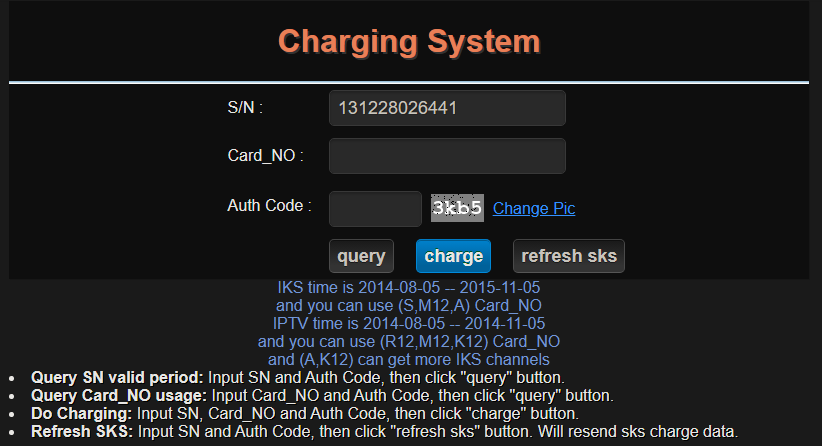 Charging System
S/N : 131228026441
Card_NO :
Auth Code : 3kb5 Change Pic
query charge refresh sks
IKS time is 2014-08-05 -- 2015-11-05
and you can use (S,M12,A) Card_NO
IPTV time is 2014-08-05 -- 2014-11-05
and you can use (R12,M12,K12) Card_NO
and (A,K12) can get more IKS channels
• Query SN valid period: Input SN and Auth Code, then click "query" button.
• Query Card_NO usage: Input Card_NO and Auth Code, then click "query" button.
• Do Charging: Input SN, Card_NO and Auth Code, then click "charge" button.
• Refresh SKS: Input SN and Auth Code, then click "refresh sks" button. Will resend sks charge data.